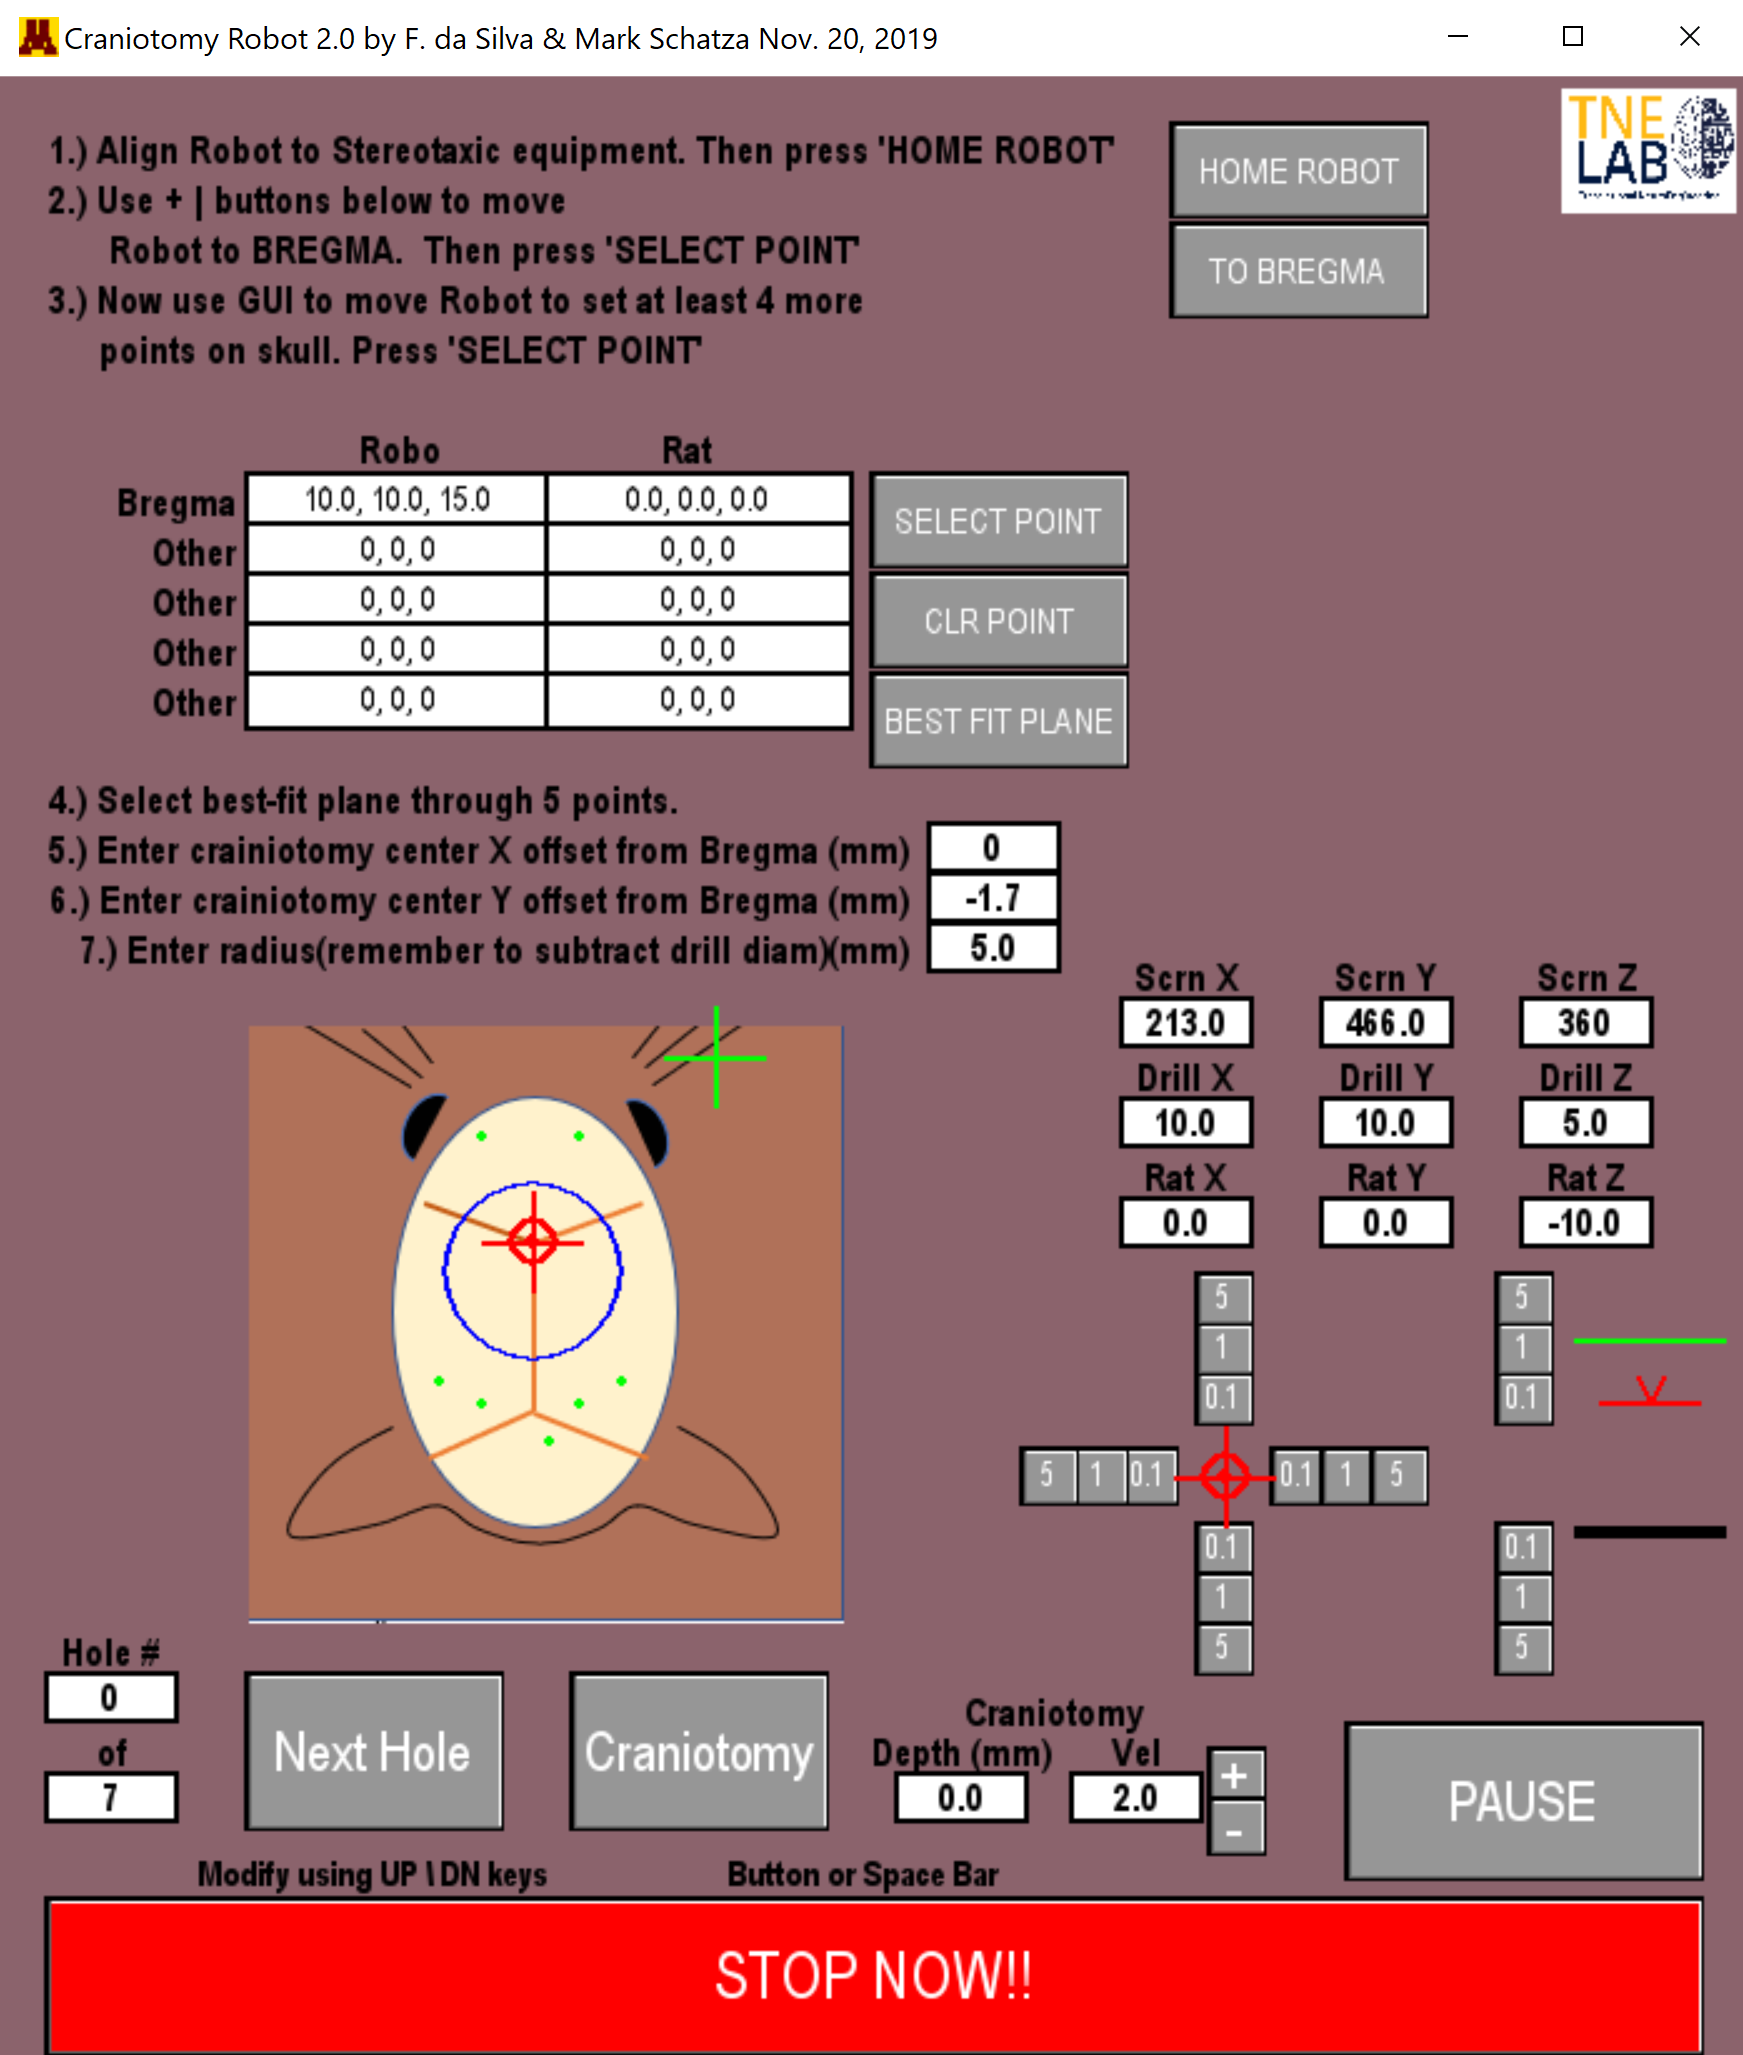 Craniotomy Robot 2.0 by F. da Silva & Mark Schatza Nov. 20, 2019
TNE
LAB
1.) Align Robot to Stereotaxic equipment. Then press 'HOME ROBOT'
2.) Use + | buttons below to move
Robot to BREGMA. Then press 'SELECT POINT'
3.) Now use GUI to move Robot to set at least 4 more
points on skull. Press 'SELECT POINT'
HOME ROBOT
TO BREGMA
Robo Rat
Bregma 10.0, 10.0, 15.0 0.0, 0.0, 0.0
Other 0, 0, 0 0, 0, 0
Other 0, 0, 0 0, 0, 0
Other 0, 0, 0 0, 0, 0
Other 0, 0, 0 0, 0, 0
SELECT POINT
CLR POINT
BEST FIT PLANE
4.) Select best-fit plane through 5 points.
5.) Enter crainiotomy center X offset from Bregma (mm) 0
6.) Enter crainiotomy center Y offset from Bregma (mm) -1.7
7.) Enter radius(remember to subtract drill diam)(mm) 5.0
Scrn X Scrn Y Scrn Z
213.0 466.0 360
Drill X Drill Y Drill Z
10.0 10.0 5.0
Rat X Rat Y Rat Z
0.0 0.0 -10.0
5 5
1 1
0.1 0.1
5 1 0.1 0.1 1 5
0.1 0.1
1 1
5 5
Hole #
0
of
7
Next Hole
Craniotomy
Craniotomy
Depth (mm) Vel
0.0 2.0
+
-
PAUSE
Modify using UP \ DN keys
Button or Space Bar
STOP NOW!!